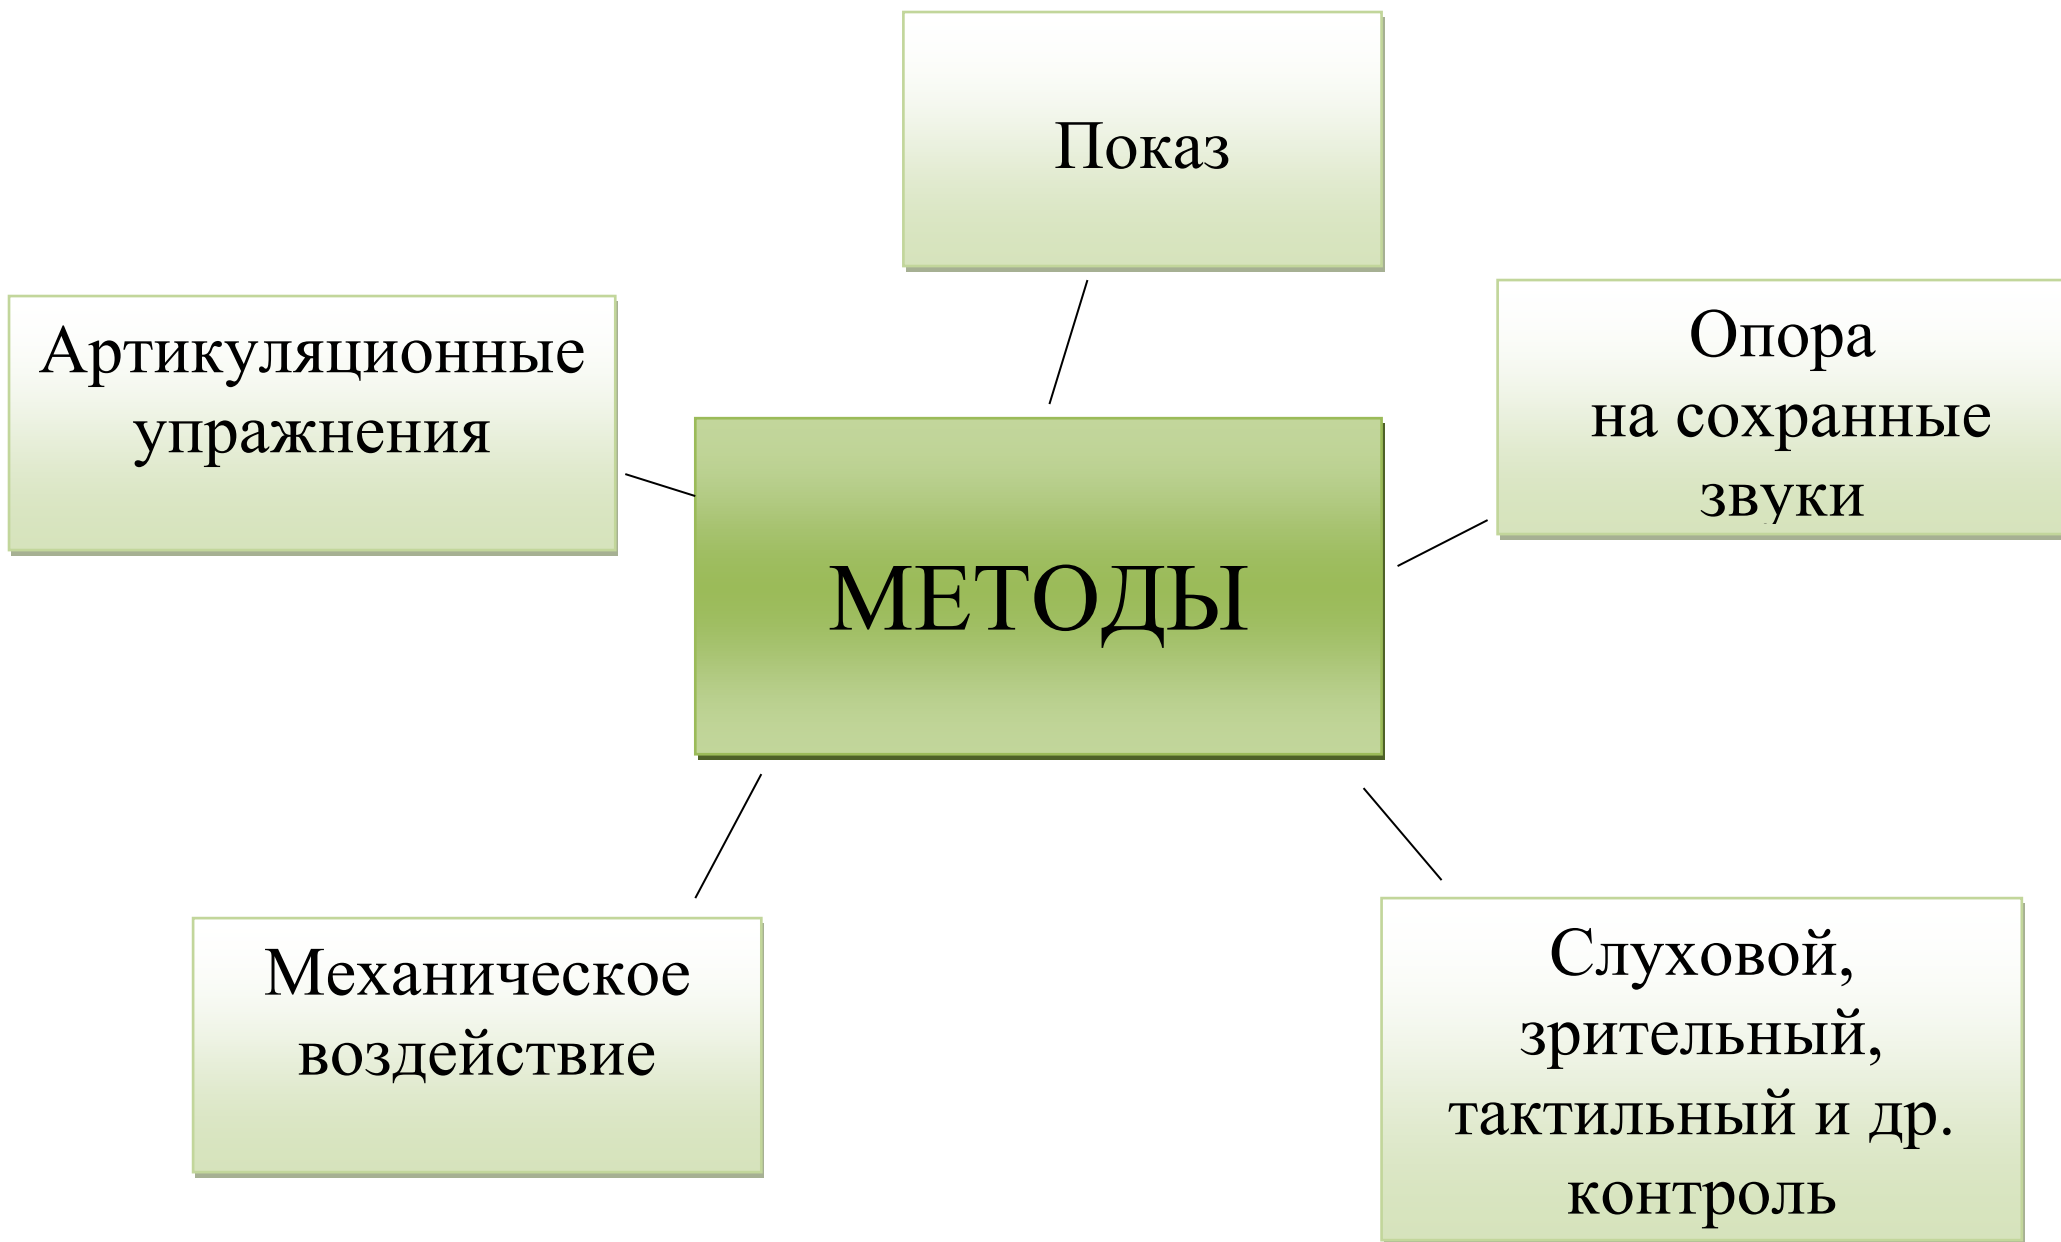 Показ
Артикуляционные
упражнения
Опора
на сохранные
звуки
МЕТОДЫ
Механическое
воздействие
Слуховой,
зрительный,
тактильный и др.
контроль